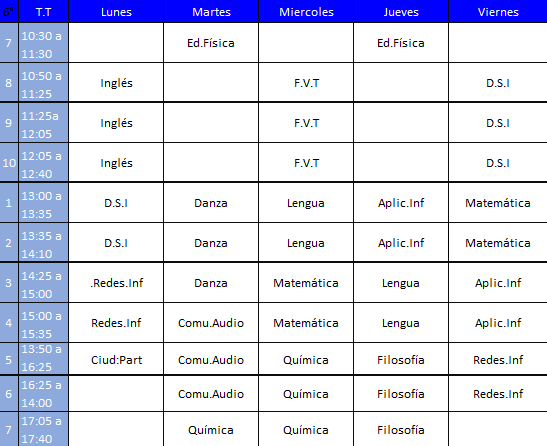 6° T.T Lunes Martes Miercoles Jueves Viernes
7 10:30 a 11:30 Ed.Física Ed.Física
8 10:50 a 11:25 Inglés F.V.T D.S.I
9 11:25a 12:05 Inglés F.V.T D.S.I
10 12:05 a 12:40 Inglés F.V.T D.S.I
1 13:00 a 13:35 D.S.I Danza Lengua Aplic.Inf Matemática
2 13:35 a 14:10 D.S.I Danza Lengua Aplic.Inf Matemática
3 14:25 a 15:00 .Redes.Inf Danza Matemática Lengua Aplic.Inf
4 15:00 a 15:35 Redes.Inf Comu.Audio Matemática Lengua Aplic.Inf
5 13:50 a 16:25 Ciud:Part Comu.Audio Química Filosofía Redes.Inf
6 16:25 a 14:00 Comu.Audio Química Filosofía Redes.Inf
7 17:05 a 17:40 Química Química Filosofía